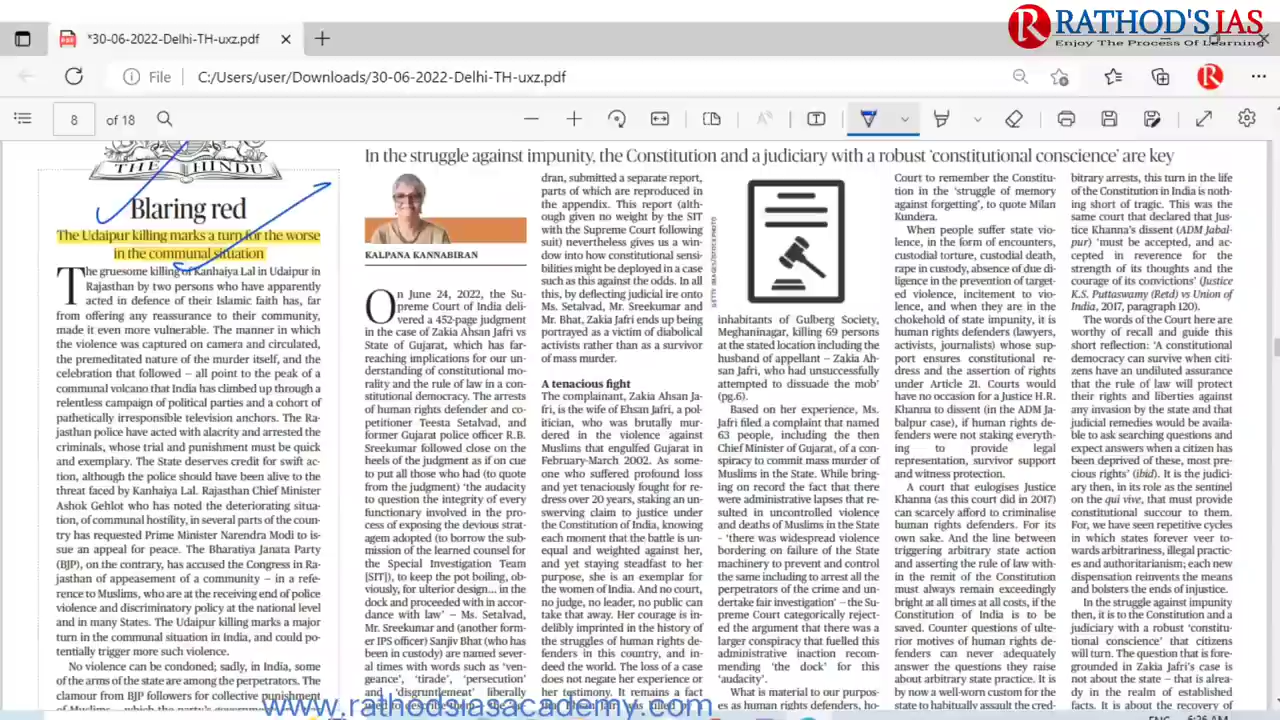 *30-06-2022-Delhi-TH-uxz.pdf
RATHOD'S IAS
Enjoy The Process Of Learning
File C:/Users/user/Downloads/30-06-2022-Delhi-TH-uxz.pdf
8 of 18
THE HINDU
Blaring red
The Udaipur killing marks a turn for the worse
in the communal situation
The gruesome killing of Kanhaiya Lal in Udaipur in
Rajasthan by two persons who have apparently
acted in defence of their Islamic faith has, far
from offering any reassurance to their community,
made it even more vulnerable. The manner in which
the violence was captured on camera and circulated,
the premeditated nature of the murder itself, and the
celebration that followed – all point to the peak of a
communal volcano that India has climbed up through a
relentless campaign of political parties and a cohort of
pathetically irresponsible television anchors. The Ra-
jasthan police have acted with alacrity and arrested the
criminals, whose trial and punishment must be quick
and exemplary. The State deserves credit for swift ac-
tion, although the police should have been alive to the
threat faced by Kanhaiya Lal. Rajasthan Chief Minister
Ashok Gehlot who has noted the deteriorating situa-
tion, of communal hostility, in several parts of the coun-
try has requested Prime Minister Narendra Modi to is-
sue an appeal for peace. The Bharatiya Janata Party
(BJP), on the contrary, has accused the Congress in Ra-
jasthan of appeasement of a community – in a refe-
rence to Muslims, who are at the receiving end of police
violence and discriminatory policy at the national level
and in many States. The Udaipur killing marks a major
turn in the communal situation in India, and could po-
tentially trigger more such violence.
No violence can be condoned; sadly, in India, some
of the arms of the state are among the perpetrators. The
clamour from BJP followers for collective punishment
of Muslims – which the party's
In the struggle against impunity, the Constitution and a judiciary with a robust 'constitutional conscience' are key
KALPANA KANNABIRAN
On June 24, 2022, the Su-
preme Court of India deli-
vered a 452-page judgment
in the case of Zakia Ahsan Jafri vs
State of Gujarat, which has far-
reaching implications for our un-
derstanding of constitutional mo-
rality and the rule of law in a con-
stitutional democracy. The arrests
of human rights defender and co-
petitioner Teesta Setalvad, and
former Gujarat police officer R.B.
Sreekumar followed close on the
heels of the judgment as if on cue
to put all those who had (to quote
from the judgment) 'the audacity
to question the integrity of every
functionary involved in the pro-
cess of exposing the devious strat-
agem adopted (to borrow the sub-
mission of the learned counsel for
the Special Investigation Team
[SIT]), to keep the pot boiling, ob-
viously, for ulterior design... in the
dock and proceeded with in accor-
dance with law' – Ms. Setalvad,
Mr. Sreekumar and (another form-
er IPS officer) Sanjiv Bhat (who has
been in custody) are named sever-
al times with words such as 'ven-
geance', 'tirade', 'persecution'
and 'disgruntlement' liberally
used to describe
dran, submitted a separate report,
parts of which are reproduced in
the appendix. This report (alth-
ough given no weight by the SIT
with the Supreme Court following
suit) nevertheless gives us a win-
dow into how constitutional sensi-
bilities might be deployed in a case
such as this against the odds. In all
this, by deflecting judicial ire onto
Ms. Setalvad, Mr. Sreekumar and
Mr. Bhat, Zakia Jafri ends up being
portrayed as a victim of diabolical
activists rather than as a survivor
of mass murder.
A tenacious fight
The complainant, Zakia Ahsan Ja-
fri, is the wife of Ehsan Jafri, a pol-
itician, who was brutally mur-
dered in the violence against
Muslims that engulfed Gujarat in
February-March 2002. As some-
one who suffered profound loss
and yet tenaciously fought for re-
dress over 20 years, staking an un-
swerving claim to justice under
the Constitution of India, knowing
each moment that the battle is un-
equal and weighted against her,
and yet staying steadfast to her
purpose, she is an exemplar for
the women of India. And no court,
no judge, no leader, no public can
take that away. Her courage is in-
delibly imprinted in the history of
the struggles of human rights de-
fenders in this country, and in-
deed the world. The loss of a case
does not negate her experience or
her testimony. It remains a fact
GETTY IMAGES/ISTOCKPHOTO
inhabitants of Gulberg Society,
Meghaninagar, killing 69 persons
at the stated location including the
husband of appellant – Zakia Ah-
san Jafri, who had unsuccessfully
attempted to dissuade the mob'
(pg.6).
Based on her experience, Ms.
Jafri filed a complaint that named
63 people, including the then
Chief Minister of Gujarat, of a con-
spiracy to commit mass murder of
Muslims in the State. While bring-
ing on record the fact that there
were administrative lapses that re-
sulted in uncontrolled violence
and deaths of Muslims in the State
– 'there was widespread violence
bordering on failure of the State
machinery to prevent and control
the same including to arrest all the
perpetrators of the crime and un-
dertake fair investigation' – the Su-
preme Court categorically reject-
ed the argument that there was a
larger conspiracy that fuelled this
administrative inaction recom-
mending 'the dock' for this
'audacity'.
What is material to our purpos-
es as human rights defenders, ho-
Court to remember the Constitu-
tion in the 'struggle of memory
against forgetting', to quote Milan
Kundera.
When people suffer state vio-
lence, in the form of encounters,
custodial torture, custodial death,
rape in custody, absence of due di-
ligence in the prevention of target-
ed violence, incitement to vio-
lence, and when they are in the
chokehold of state impunity, it is
human rights defenders (lawyers,
activists, journalists) whose sup-
port ensures constitutional re-
dress and the assertion of rights
under Article 21. Courts would
have no occasion for a Justice H.R.
Khanna to dissent (in the ADM Ja-
balpur case), if human rights de-
fenders were not staking everyth-
ing to provide legal
representation, survivor support
and witness protection.
A court that eulogises Justice
Khanna (as this court did in 2017)
can scarcely afford to criminalise
human rights defenders. For its
own sake. And the line between
triggering arbitrary state action
and asserting the rule of law with-
in the remit of the Constitution
must always remain exceedingly
bright at all times at all costs, if the
Constitution of India is to be
saved. Counter questions of ulte-
rior motives of human rights de-
fenders can never adequately
answer the questions they raise
about arbitrary state practice. It is
by now a well-worn custom for the
state to habitually assault the cred-
bitrary arrests, this turn in the life
of the Constitution in India is noth-
ing short of tragic. This was the
same court that declared that Jus-
tice Khanna's dissent (ADM Jabal-
pur) 'must be accepted, and ac-
cepted in reverence for the
strength of its thoughts and the
courage of its convictions' (Justice
K.S. Puttaswamy (Retd) vs Union of
India, 2017, paragraph 120).
The words of the Court here are
worthy of recall and guide this
short reflection: 'A constitutional
democracy can survive when citi-
zens have an undiluted assurance
that the rule of law will protect
their rights and liberties against
any invasion by the state and that
judicial remedies would be availa-
ble to ask searching questions and
expect answers when a citizen has
been deprived of these, most pre-
cious rights' (ibid). It is the judici-
ary then, in its role as the sentinel
on the qui vive, that must provide
constitutional succour to them.
For, we have seen repetitive cycles
in which states forever veer to-
wards arbitrariness, illegal practic-
es and authoritarianism; each new
dispensation reinvents the means
and bolsters the ends of injustice.
In the struggle against impunity
then, it is to the Constitution and a
judiciary with a robust 'constitu-
tional conscience' that citizens
will turn. The question that is fore-
grounded in Zakia Jafri's case is
not about the state – that is alrea-
dy in the realm of established
facts. It is about the recovery of
www.rathodsiasacademy.com